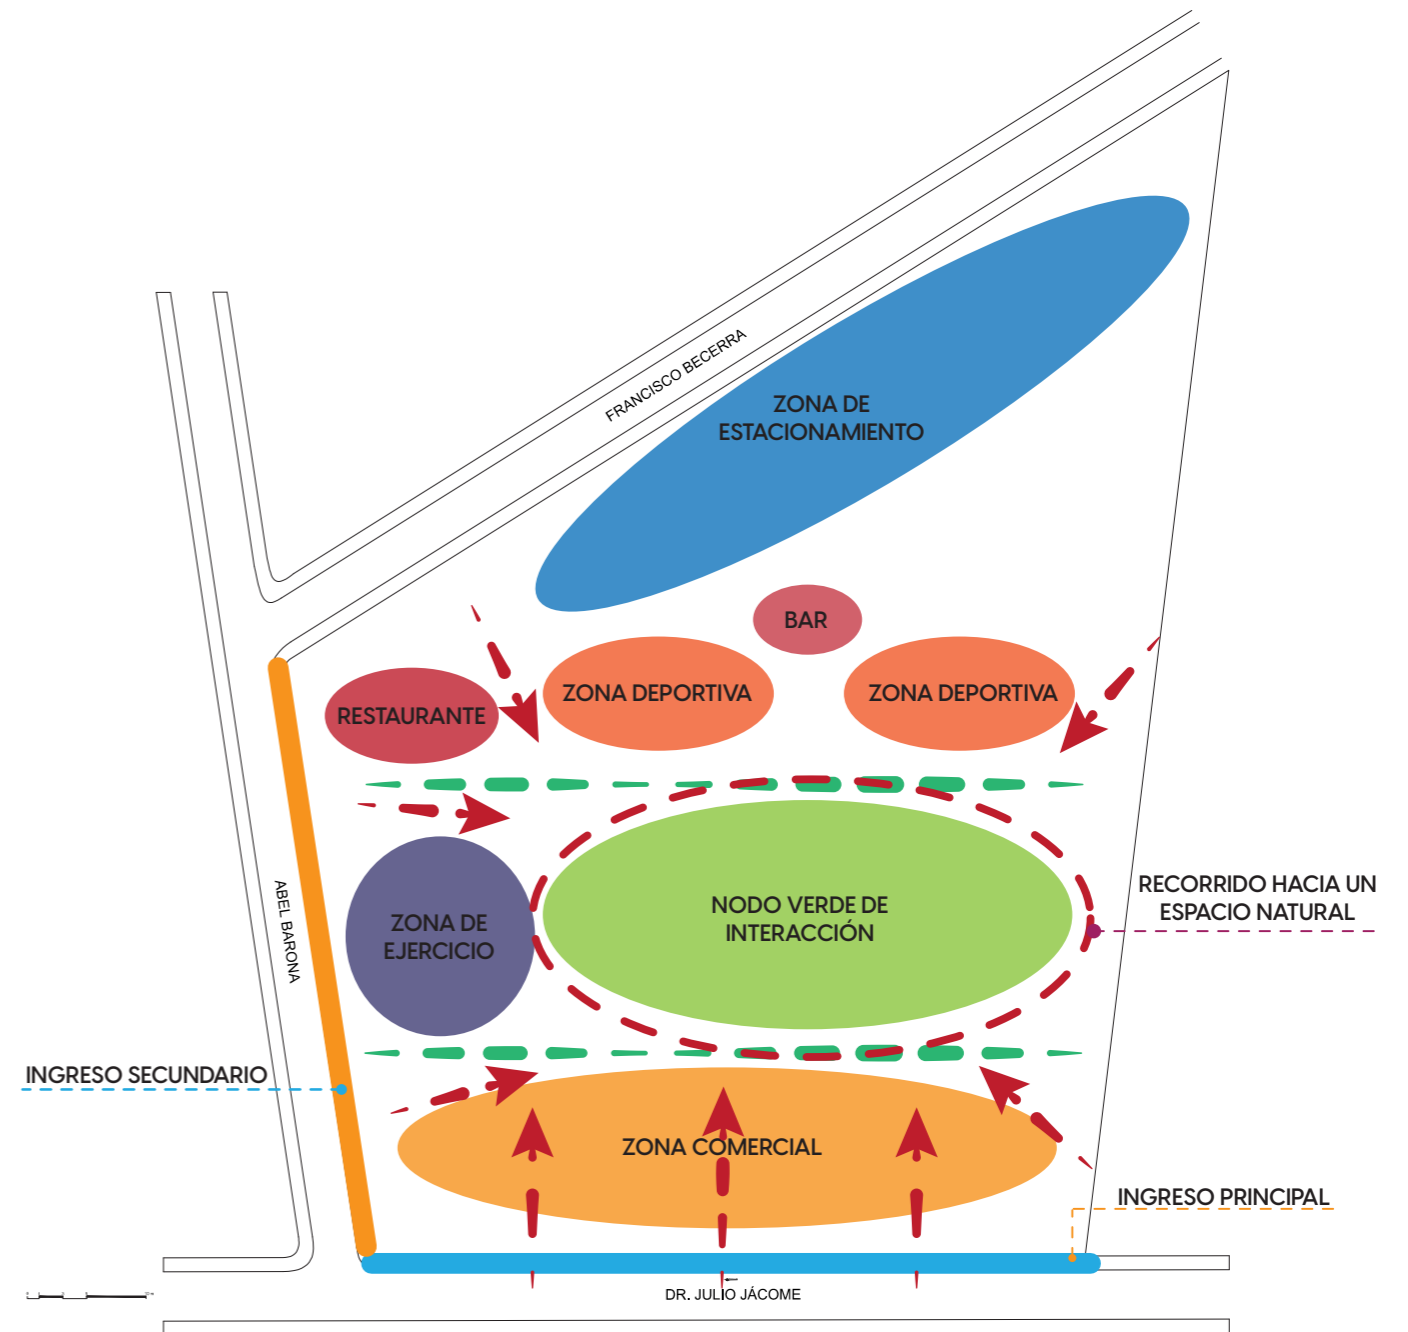 FRANCISCO BECERRA
ZONA DE
ESTACIONAMIENTO
BAR
ZONA DEPORTIVA
ZONA DEPORTIVA
RESTAURANTE
RECORRIDO HACIA UN
ESPACIO NATURAL
NODO VERDE DE
INTERACCIÓN
ZONA DE
EJERCICIO
ABEL BARONA
INGRESO SECUNDARIO
ZONA COMERCIAL
INGRESO PRINCIPAL
DR. JULIO JÁCOME